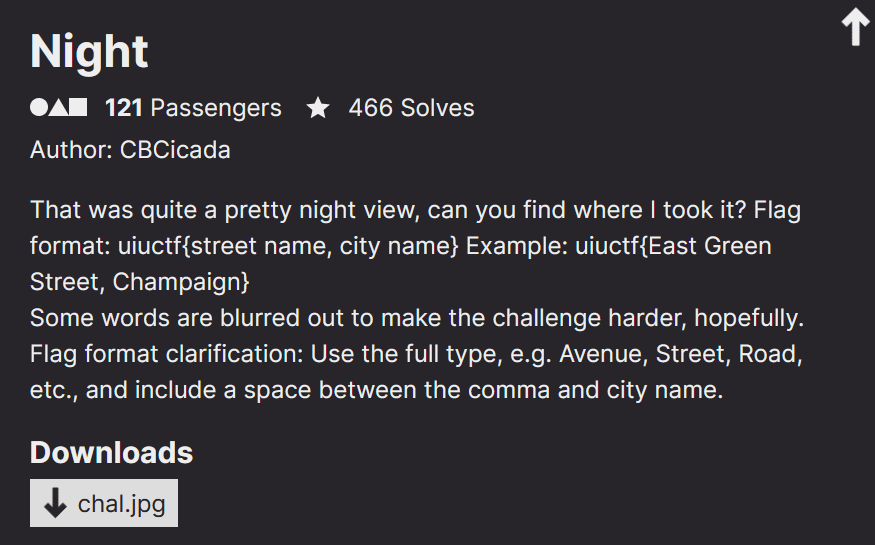 Night
121 Passengers 466 Solves
Author: CBCicada
That was quite a pretty night view, can you find where I took it? Flag
format: uiuctf{street name, city name} Example: uiuctf{East Green
Street, Champaign}
Some words are blurred out to make the challenge harder, hopefully.
Flag format clarification: Use the full type, e.g. Avenue, Street, Road,
etc., and include a space between the comma and city name.
Downloads
chal.jpg